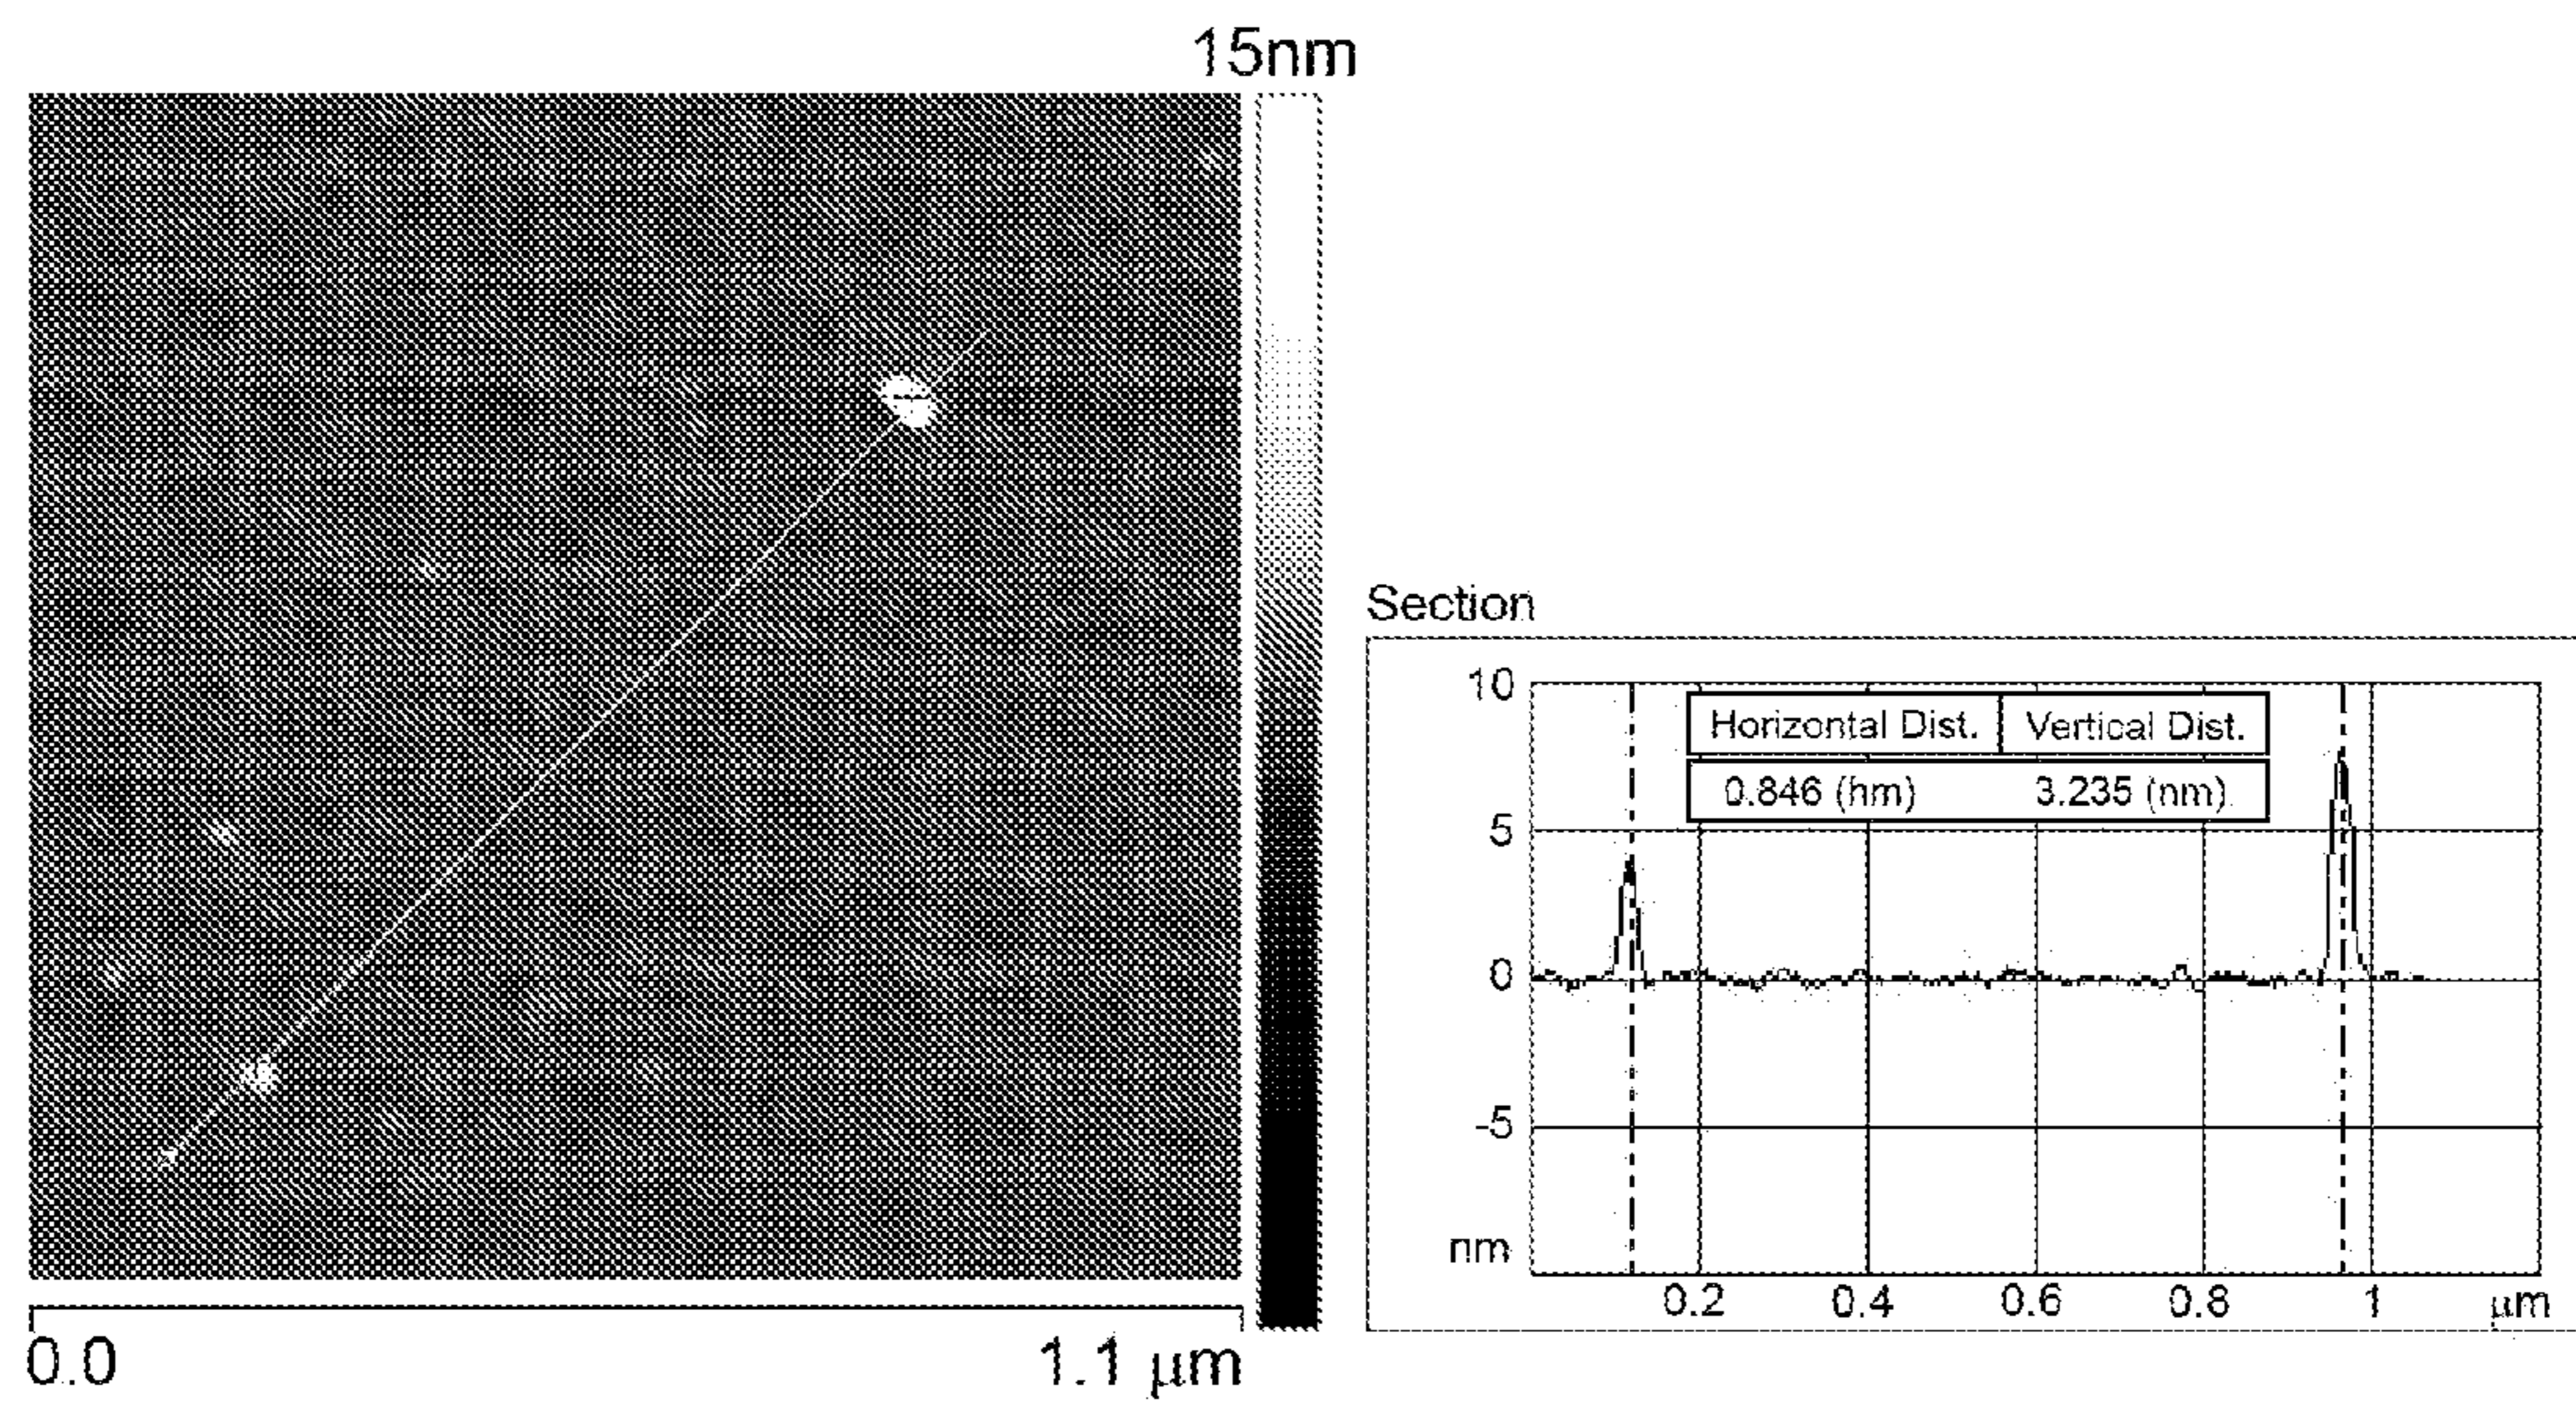 15nm
0.0
1.1 μm
Section
10
5
0
-5
nm
Horizontal Dist. Vertical Dist.
0.846 (hm) 3.235 (nm)
0.2 0.4 0.6 0.8 1 μm